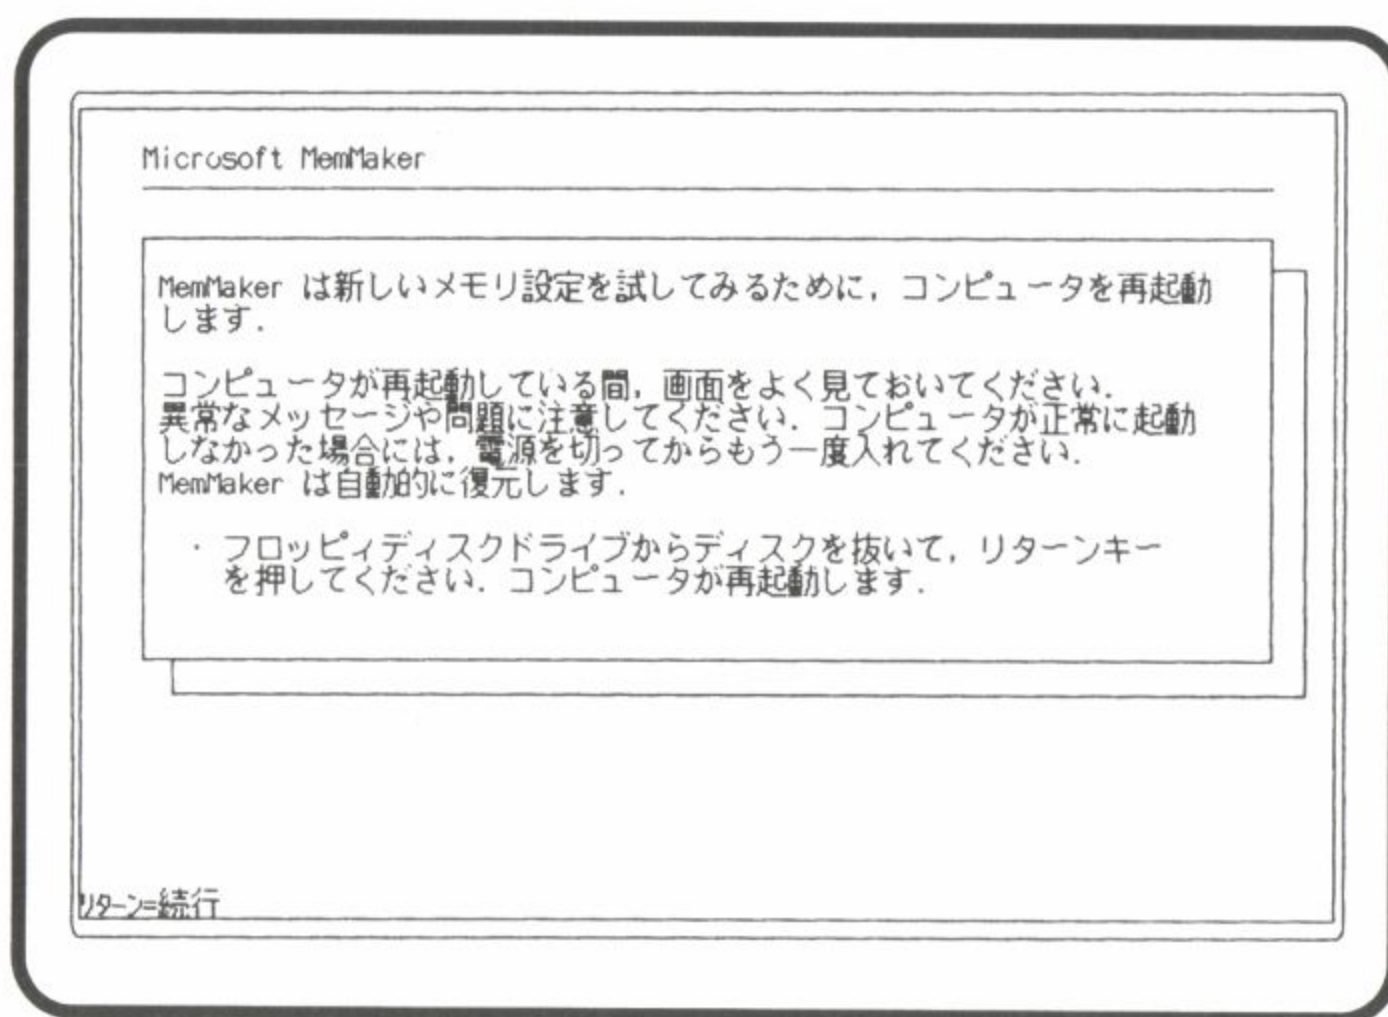 Microsoft MemMaker
MemMaker は新しいメモリ設定を試してみるために，コンピュータを再起動
します．
コンピュータが再起動している間，画面をよく見ておいてください．
異常なメッセージや問題に注意してください．コンピュータが正常に起動
しなかった場合には，電源を切ってからもう一度入れてください．
MemMaker は自動的に復元します．
・ フロッピィディスクドライブからディスクを抜いて，リターンキー
を押してください．コンピュータが再起動します．
ﾘﾀｰﾝ=続行